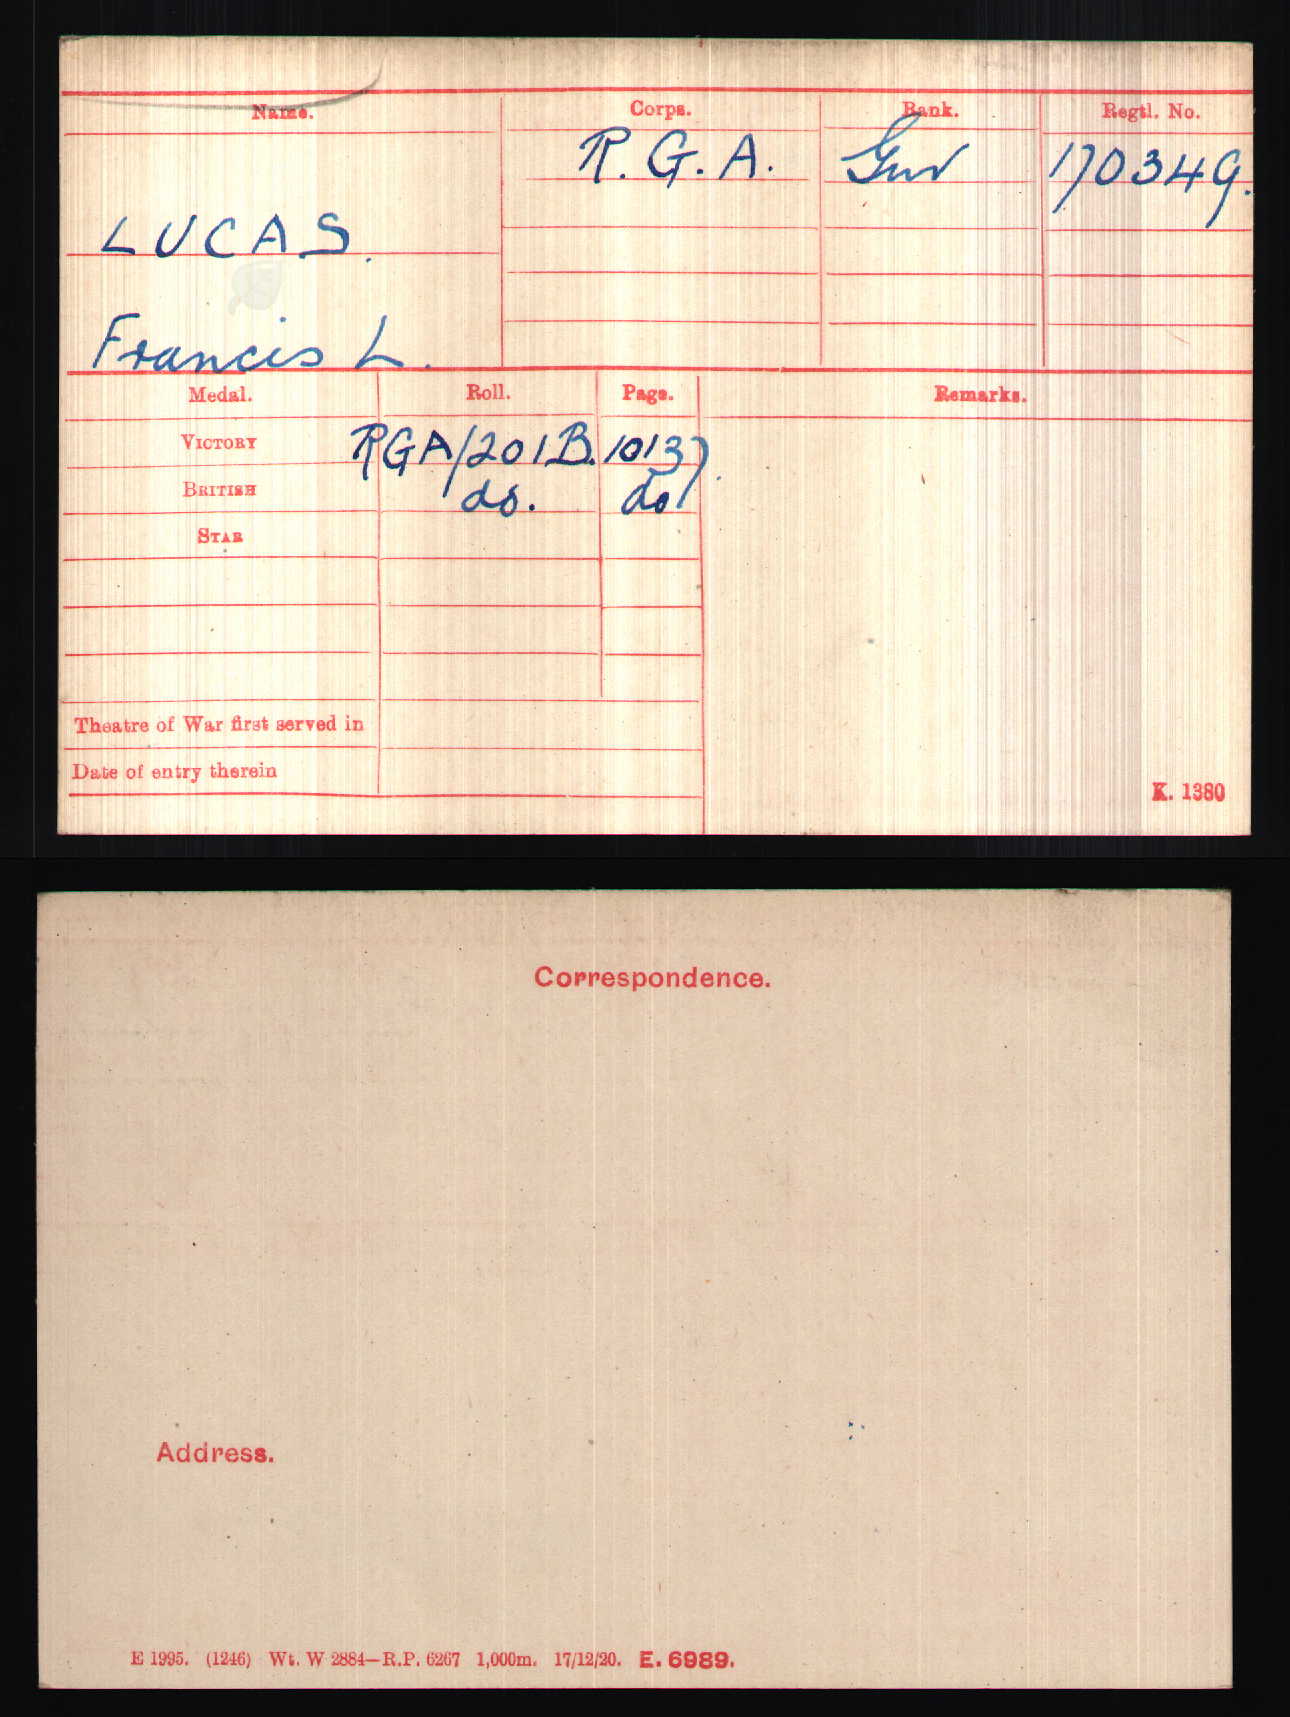 Name. Corps. Rank. Regtl. No.
R. G. A. Gnr 170349.
LUCAS.
Francis L.
Medal. Roll. Page. Remarks.
VICTORY RGA/201B. 10137.
BRITISH do. do
STAR
Theatre of War first served in
Date of entry therein
K. 1380
Correspondence.
Address.
E 1995. (1246) Wt. W 2884—R.P. 6267 1,000m. 17/12/20. E. 6989.